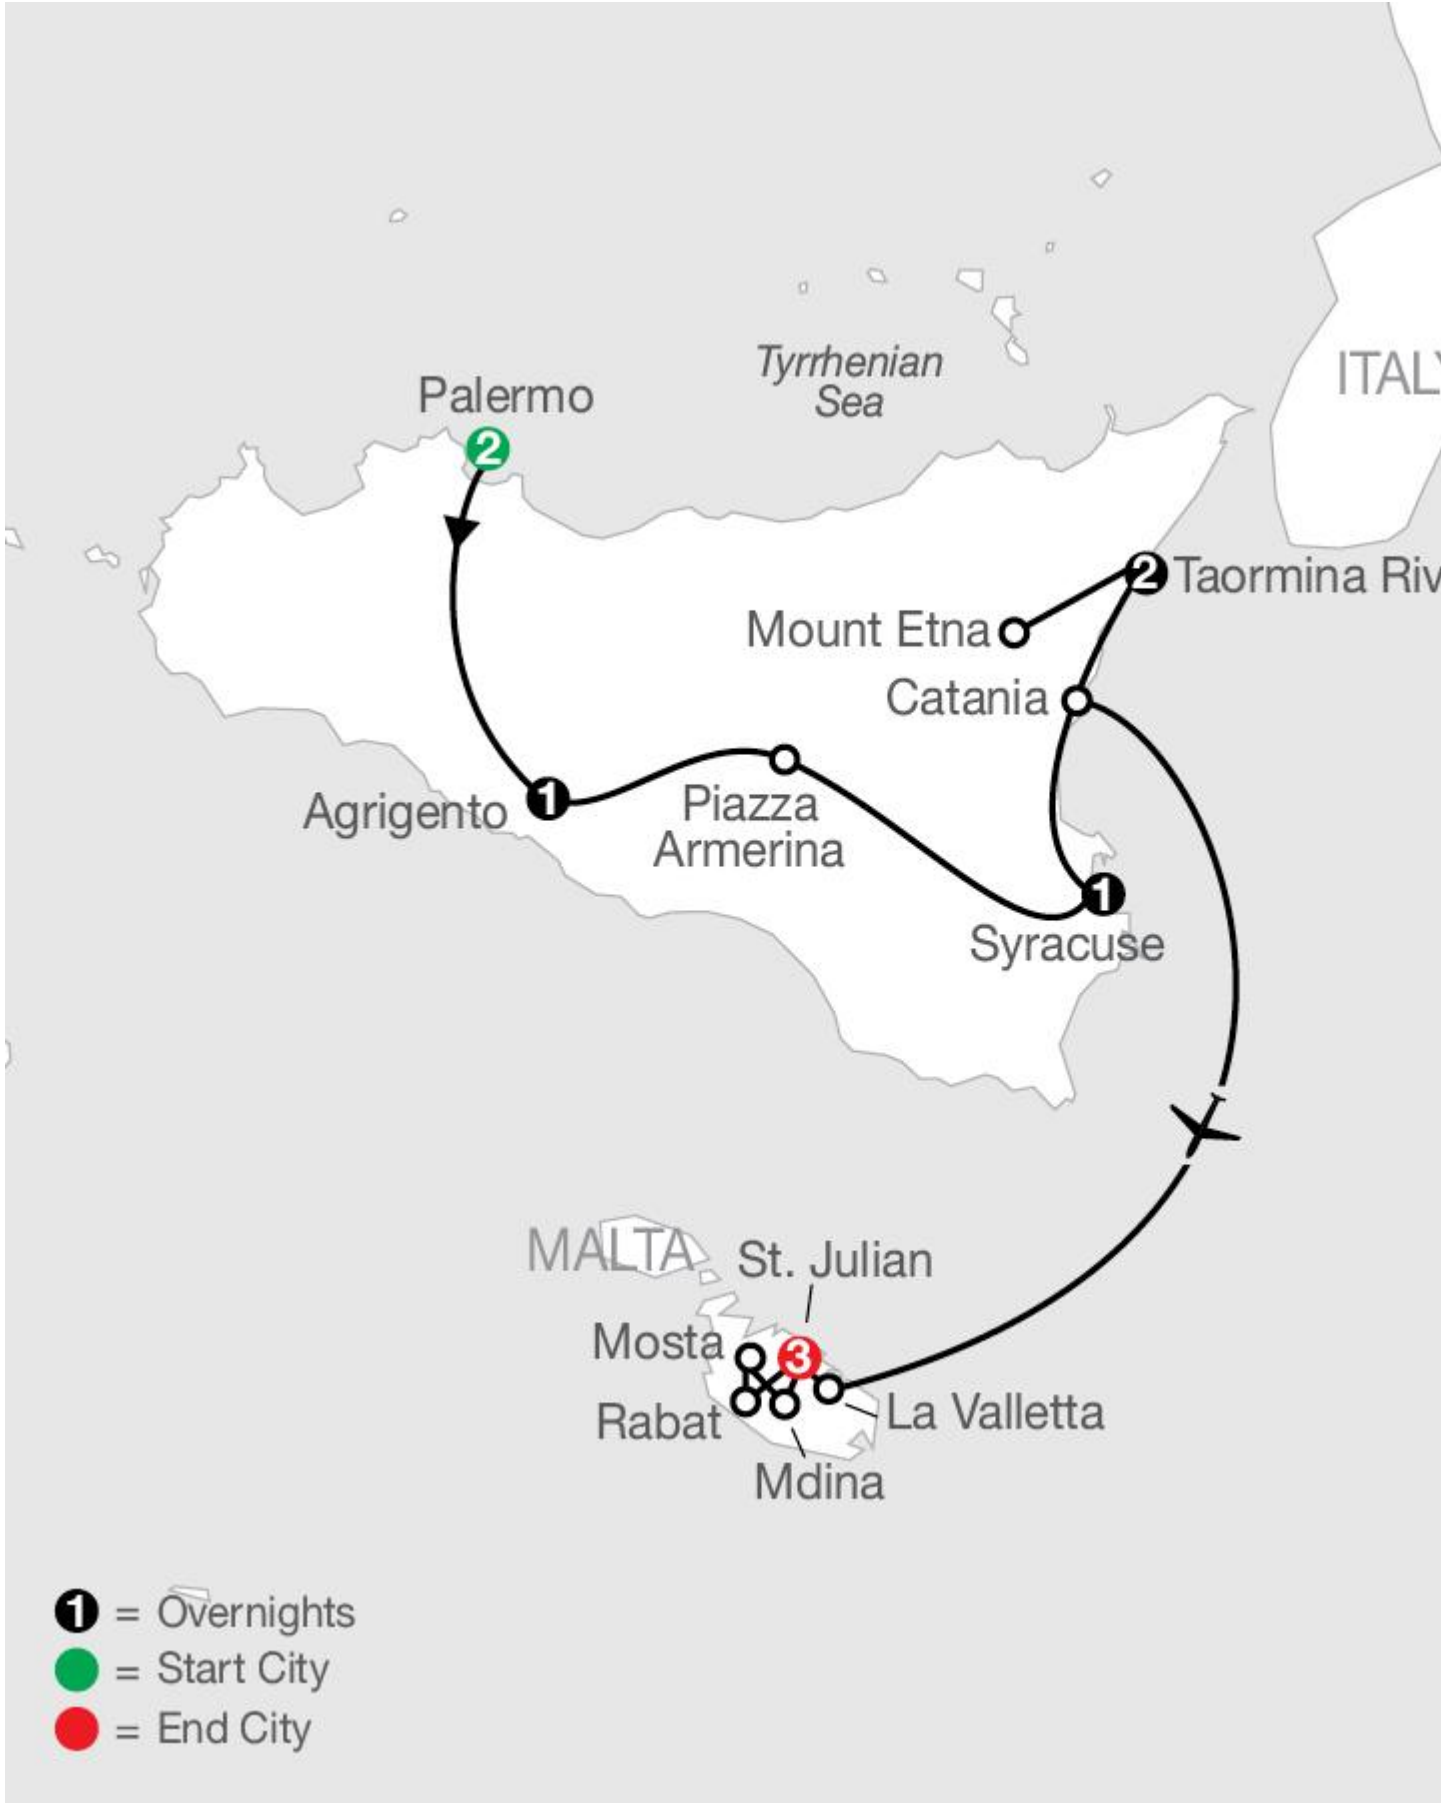 Tyrrhenian
Sea
ITALY
Palermo
2
2 Taormina Riv
Mount Etna
Catania
Agrigento 1
Piazza
Armerina
1
Syracuse
MALTA
St. Julian
Mosta
3
Rabat
La Valletta
Mdina
1 = Overnights
= Start City
= End City